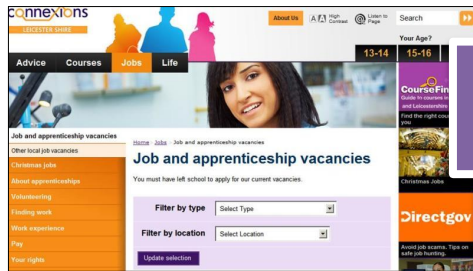 connexions
LEICESTER SHIRE
About Us
A A High Contrast
Listen to Page
Search
Your Age?
13-14
15-16
Advice
Courses
Jobs
Life
Job and apprenticeship vacancies
Other local job vacancies
Christmas jobs
About apprenticeships
Volunteering
Finding work
Work experience
Pay
Your rights
Home · Jobs · Job and apprenticeship vacancies
Job and apprenticeship vacancies
You must have left school to apply for our current vacancies.
Filter by type
Select Type
Filter by location
Select Location
Update selection
CourseFin
Guide to courses in
and Leicestershire
Find the right cou
you
Christmas Jobs
Directgov
Avoid job scams. Tips on
safe job hunting.